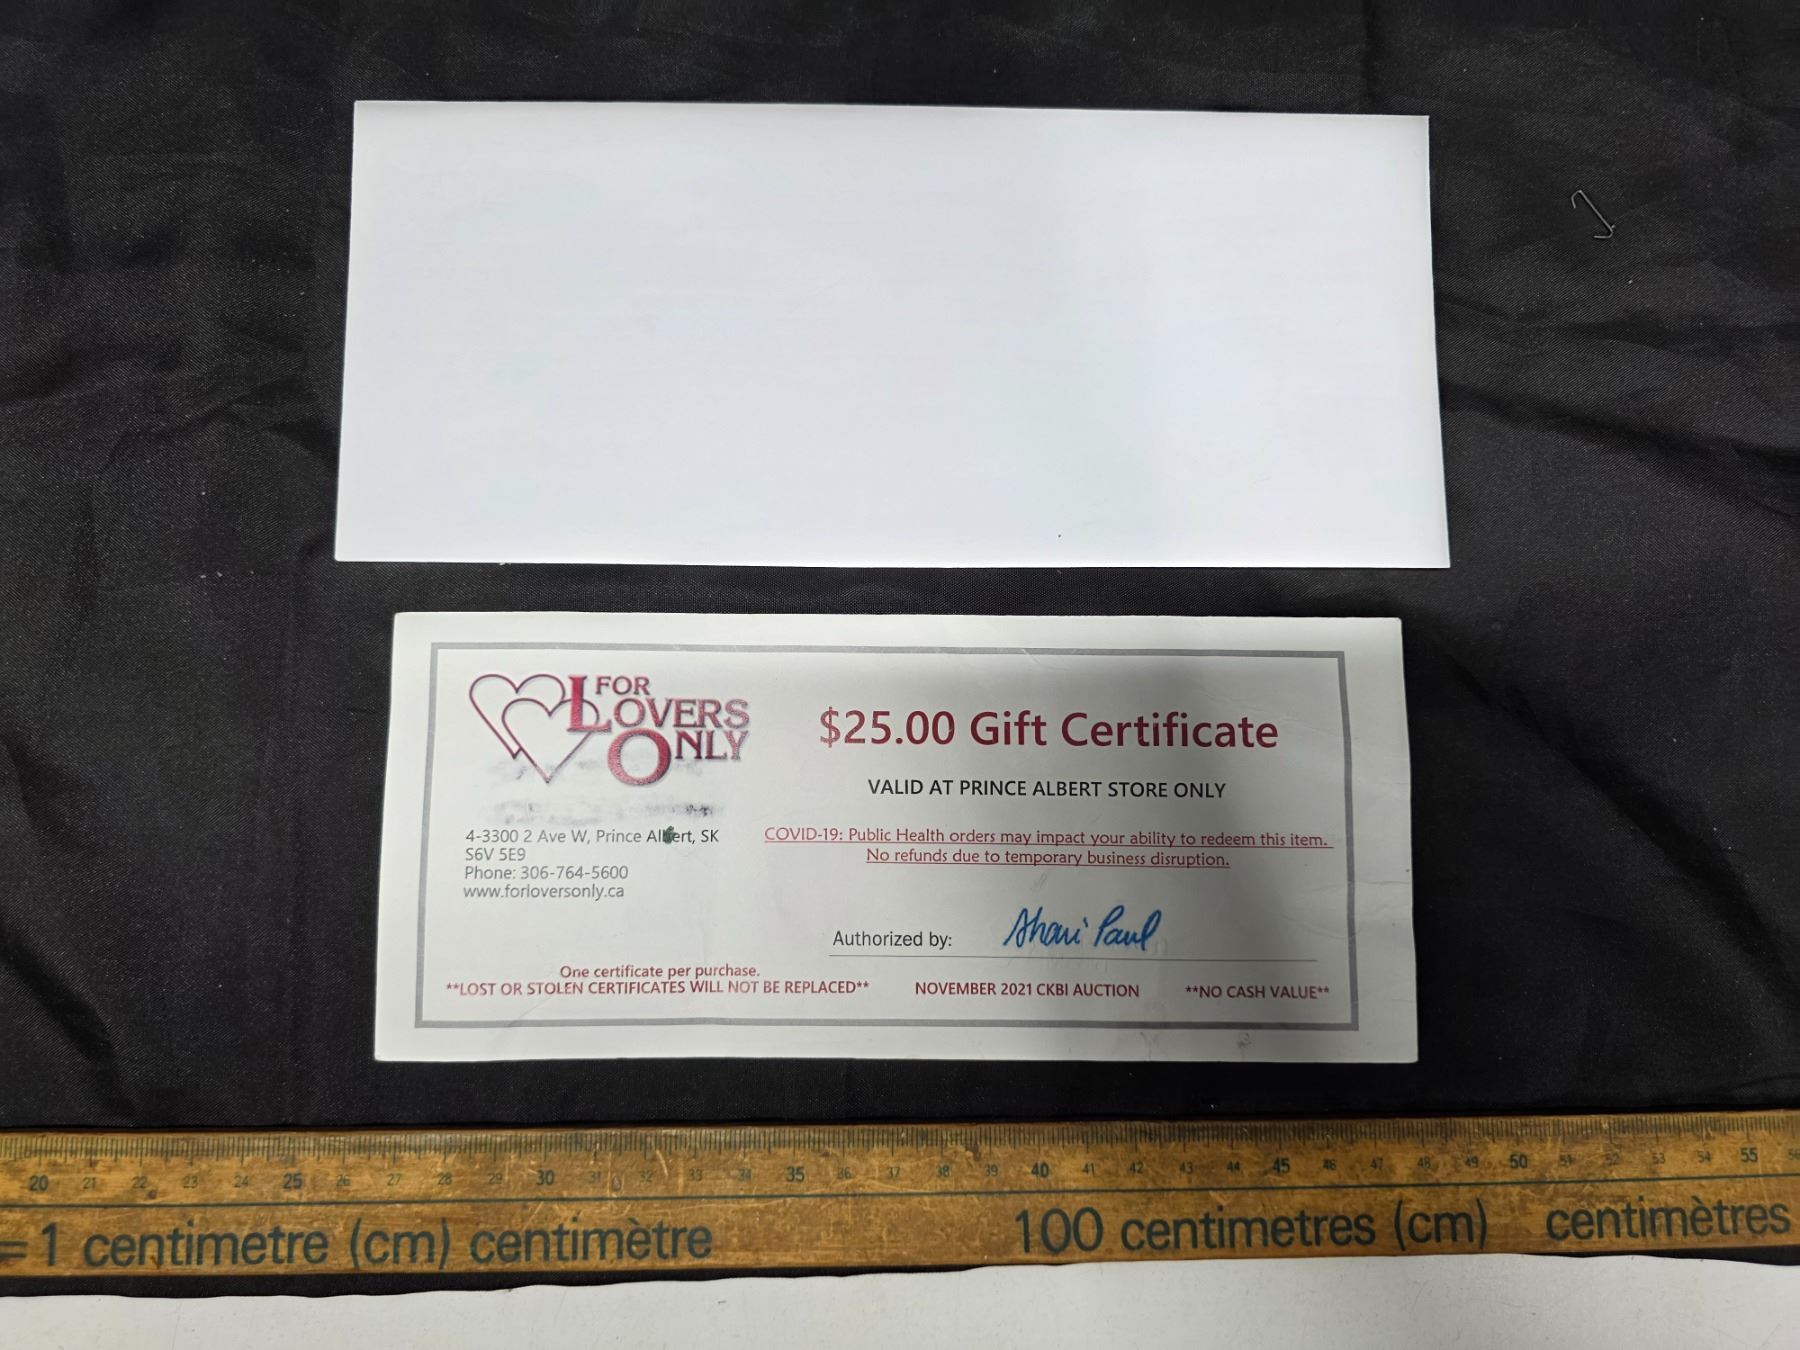 FOR
LOVERS
ONLY
$25.00 Gift Certificate
VALID AT PRINCE ALBERT STORE ONLY
4-3300 2 Ave W, Prince Albert, SK
S6V 5E9
Phone: 306-764-5600
www.forloversonly.ca
COVID-19: Public Health orders may impact your ability to redeem this item.
No refunds due to temporary business disruption.
Authorized by: Shari Paul
One certificate per purchase.
**LOST OR STOLEN CERTIFICATES WILL NOT BE REPLACED** NOVEMBER 2021 CKBI AUCTION **NO CASH VALUE**
20 21 22 23 24 25 26 27 28 29 30 31 32 33 34 35 36 37 38 39 40 41 42 43 44 45 46 47 48 49 50 51 52 53 54 55 56
= 1 centimetre (cm) centimètre 100 centimetres (cm) centimètres